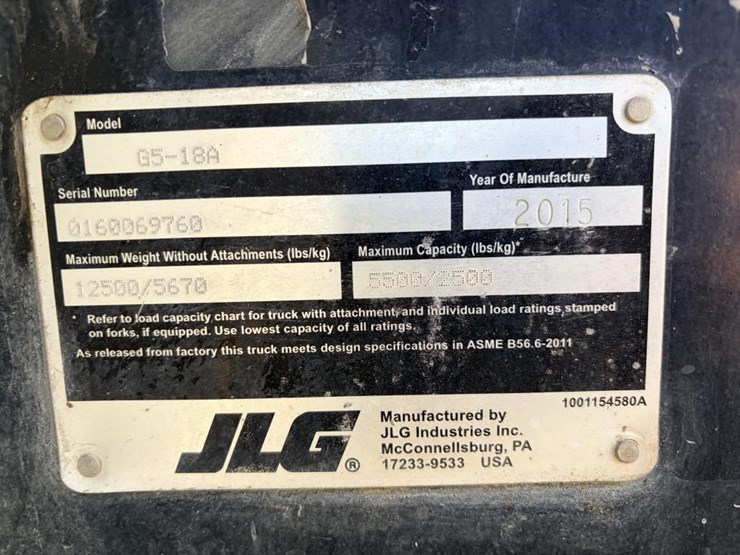 Model
G5-18A
Serial Number
Year Of Manufacture
0160069760
2015
Maximum Weight Without Attachments (lbs/kg)
Maximum Capacity (lbs/kg)*
12500/5670
5500/2500
* Refer to load capacity chart for truck with attachment, and individual load ratings stamped
on forks, if equipped. Use lowest capacity of all ratings.
As released from factory this truck meets design specifications in ASME B56.6-2011
1001154580A
JLG®
Manufactured by
JLG Industries Inc.
McConnellsburg, PA
17233-9533 USA